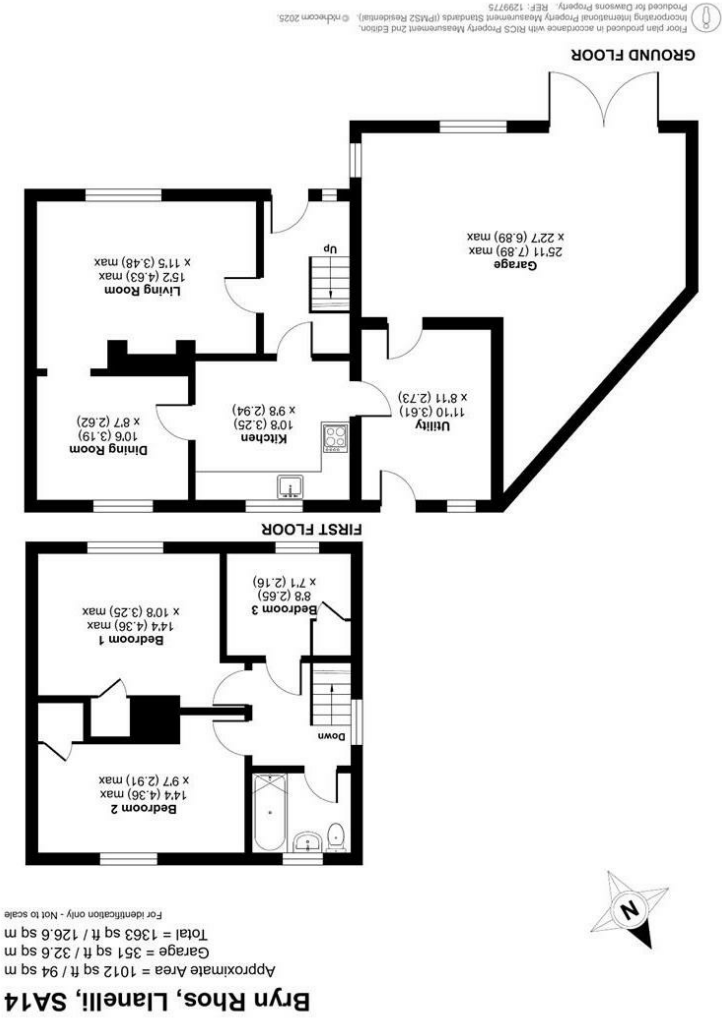 Bryn Rhos, Llanelli, SA14
Approximate Area = 1012 sq ft / 94 sq m
Garage = 351 sq ft / 32.6 sq m
Total = 1363 sq ft / 126.6 sq m
For identification only - Not to scale
N
Bedroom 2
14'4 (4.36) max
x 9'7 (2.91) max
Down
Bedroom 1
14'4 (4.36) max
x 10'8 (3.25) max
Bedroom 3
8'8 (2.65)
x 7'1 (2.16)
FIRST FLOOR
Utility
11'10 (3.61)
x 8'11 (2.73)
Kitchen
10'8 (3.25)
x 9'8 (2.94)
Dining Room
10'6 (3.19)
x 8'7 (2.62)
Garage
25'11 (7.89) max
x 22'7 (6.89) max
Up
Living Room
15'2 (4.63) max
x 11'5 (3.48) max
GROUND FLOOR
Floor plan produced in accordance with RICS Property Measurement 2nd Edition,
Incorporating International Property Measurement Standards (IPMS2 Residential). © nichecom 2025.
Produced for Dawsons Property. REF: 1299775